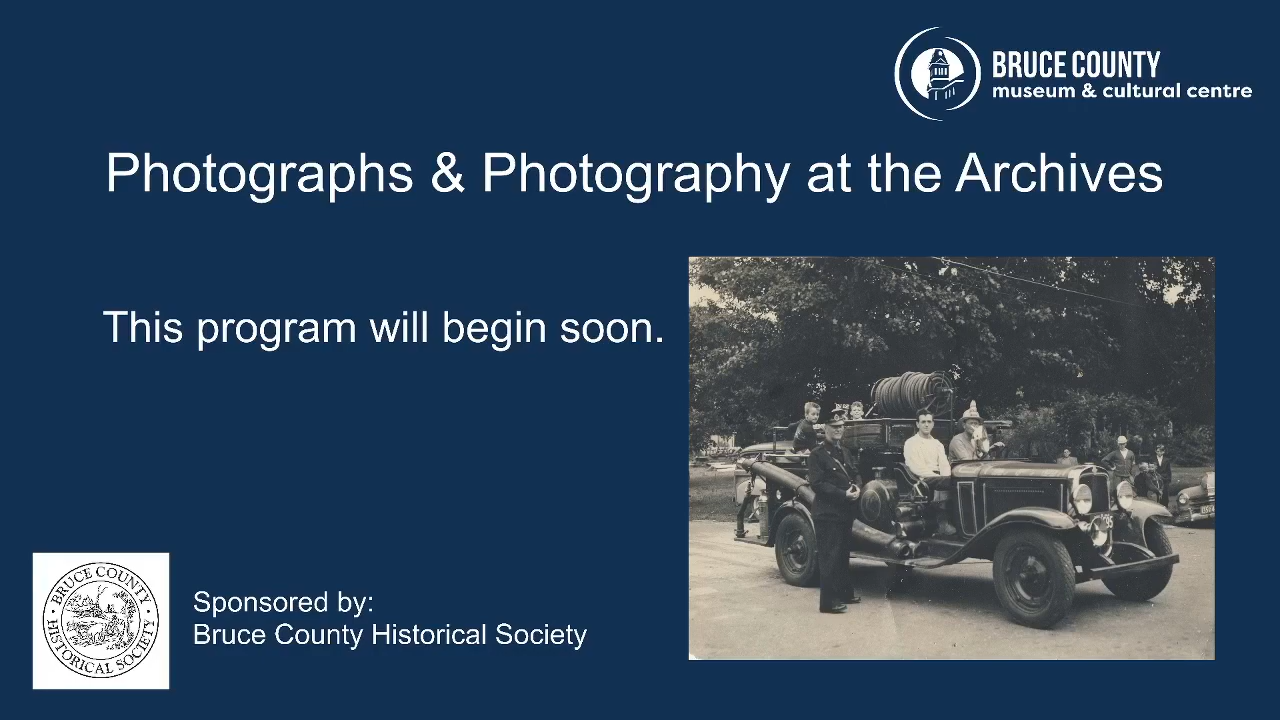 BRUCE COUNTY
museum & cultural centre
Photographs & Photography at the Archives
This program will begin soon.
BRUCE COUNTY
HISTORICAL SOCIETY
Sponsored by:
Bruce County Historical Society